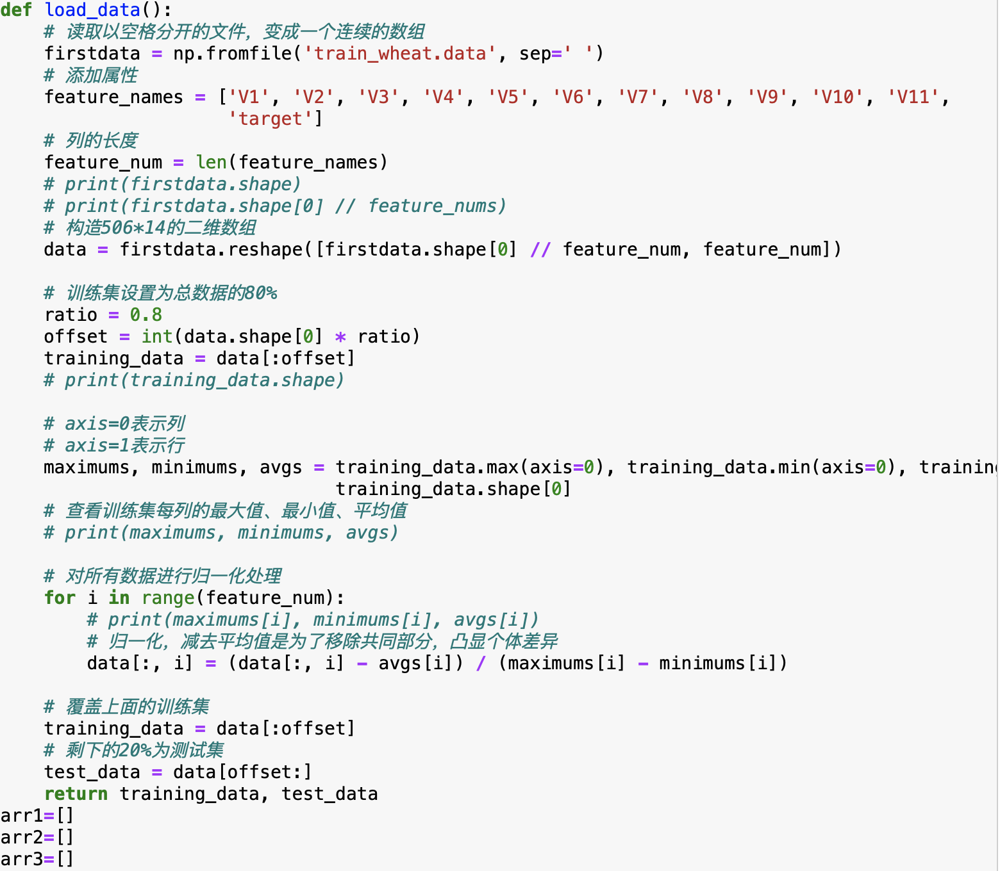 def load_data():
    # 读取以空格分开的文件，变成一个连续的数组
    firstdata = np.fromfile('train_wheat.data', sep=' ')
    # 添加属性
    feature_names = ['V1', 'V2', 'V3', 'V4', 'V5', 'V6', 'V7', 'V8', 'V9', 'V10', 'V11',
                     'target']
    # 列的长度
    feature_num = len(feature_names)
    # print(firstdata.shape)
    # print(firstdata.shape[0] // feature_nums)
    # 构造506*14的二维数组
    data = firstdata.reshape([firstdata.shape[0] // feature_num, feature_num])

    # 训练集设置为总数据的80%
    ratio = 0.8
    offset = int(data.shape[0] * ratio)
    training_data = data[:offset]
    # print(training_data.shape)

    # axis=0表示列
    # axis=1表示行
    maximums, minimums, avgs = training_data.max(axis=0), training_data.min(axis=0), training
                               training_data.shape[0]
    # 查看训练集每列的最大值、最小值、平均值
    # print(maximums, minimums, avgs)

    # 对所有数据进行归一化处理
    for i in range(feature_num):
        # print(maximums[i], minimums[i], avgs[i])
        # 归一化，减去平均值是为了移除共同部分，凸显个体差异
        data[:, i] = (data[:, i] - avgs[i]) / (maximums[i] - minimums[i])

    # 覆盖上面的训练集
    training_data = data[:offset]
    # 剩下的20%为测试集
    test_data = data[offset:]
    return training_data, test_data
arr1=[]
arr2=[]
arr3=[]